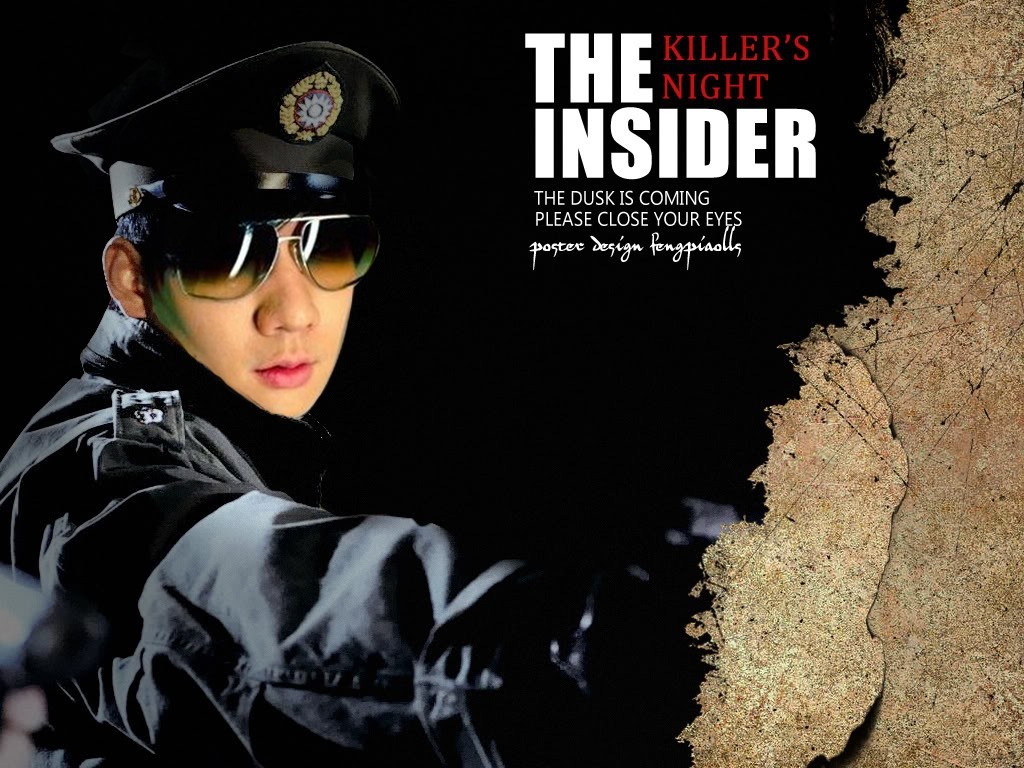 THE KILLER'S
NIGHT
INSIDER
THE DUSK IS COMING
PLEASE CLOSE YOUR EYES
poster design fengpiaolls